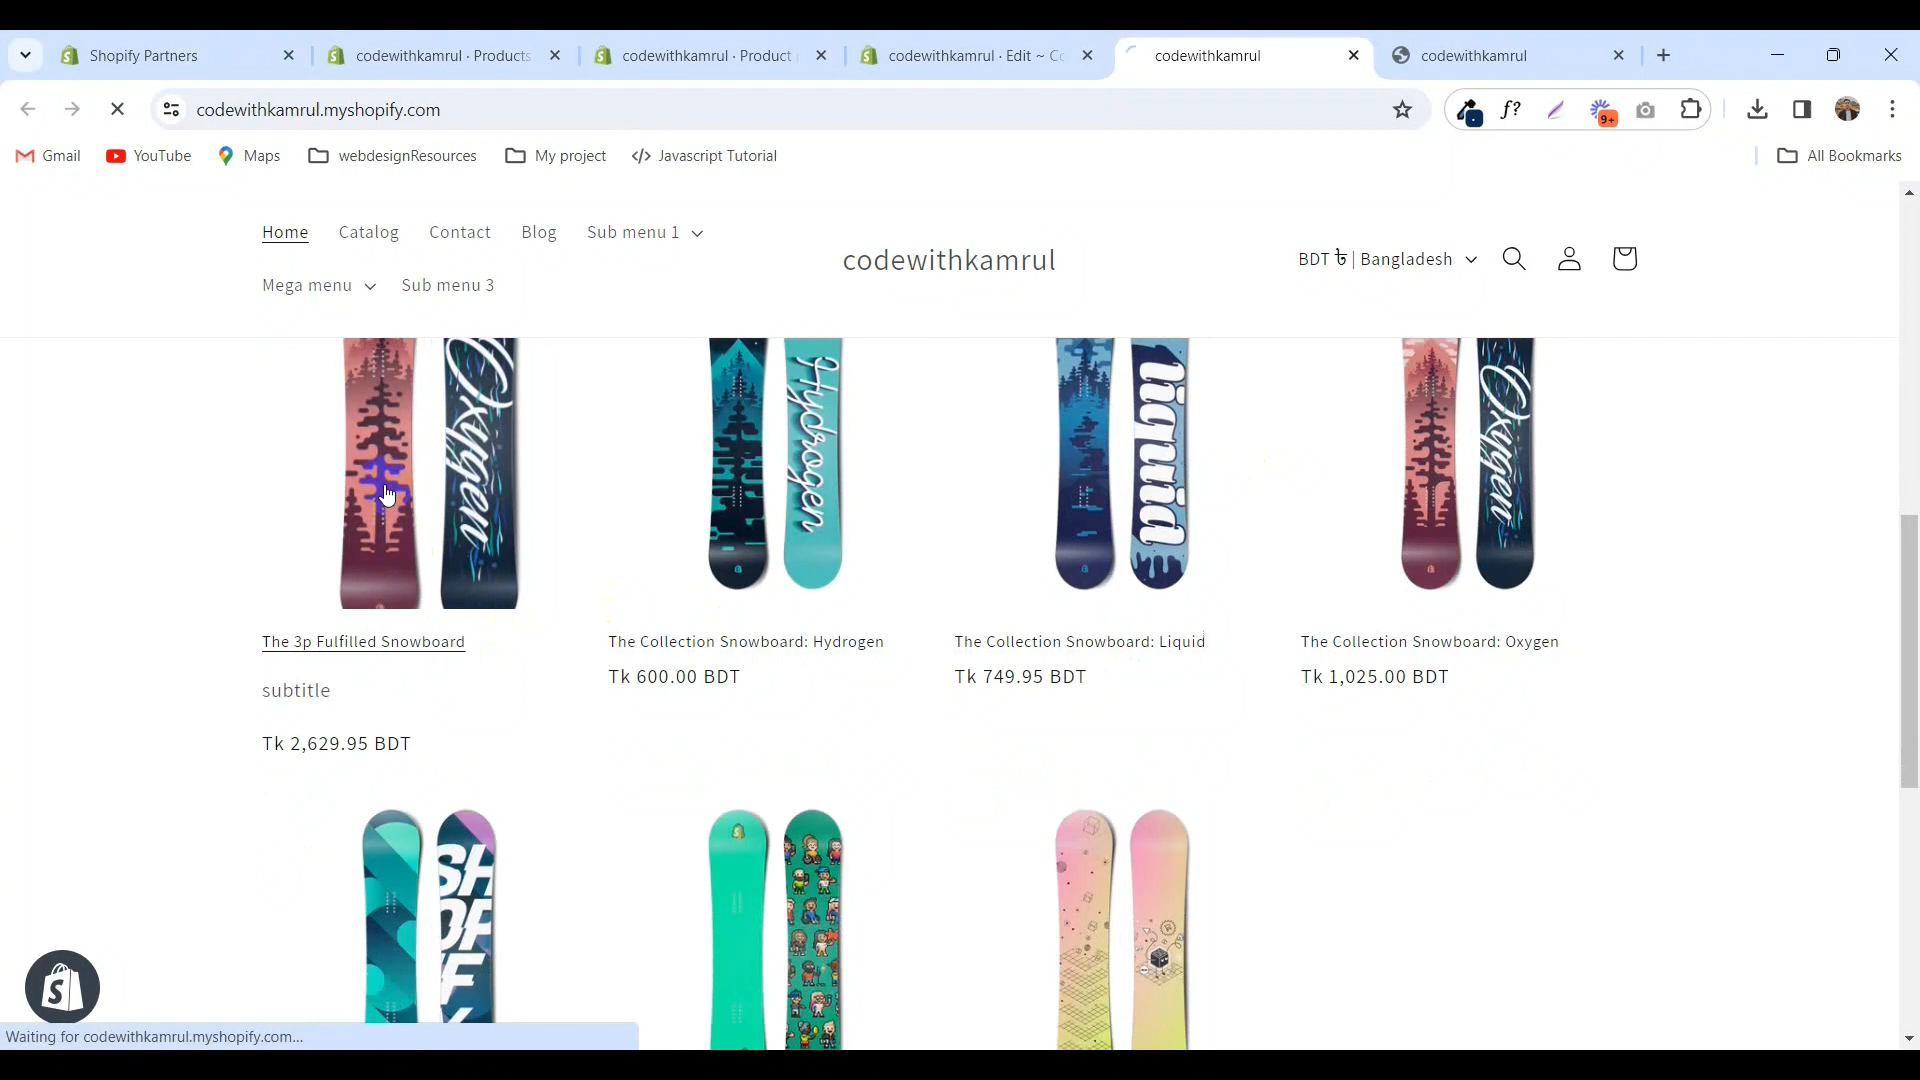 Shopify Partners
codewithkamrul · Products
codewithkamrul · Product
codewithkamrul · Edit ~ Co
codewithkamrul
codewithkamrul
codewithkamrul.myshopify.com
f?
9+
Gmail
YouTube
Maps
webdesignResources
My project
</> Javascript Tutorial
All Bookmarks
Home
Catalog
Contact
Blog
Sub menu 1
Mega menu
Sub menu 3
codewithkamrul
BDT ৳ | Bangladesh
Oxygen
Hydrogen
liquid
Oxygen
The 3p Fulfilled Snowboard
subtitle
Tk 2,629.95 BDT
The Collection Snowboard: Hydrogen
Tk 600.00 BDT
The Collection Snowboard: Liquid
Tk 749.95 BDT
The Collection Snowboard: Oxygen
Tk 1,025.00 BDT
SH
OP
IF
Waiting for codewithkamrul.myshopify.com...